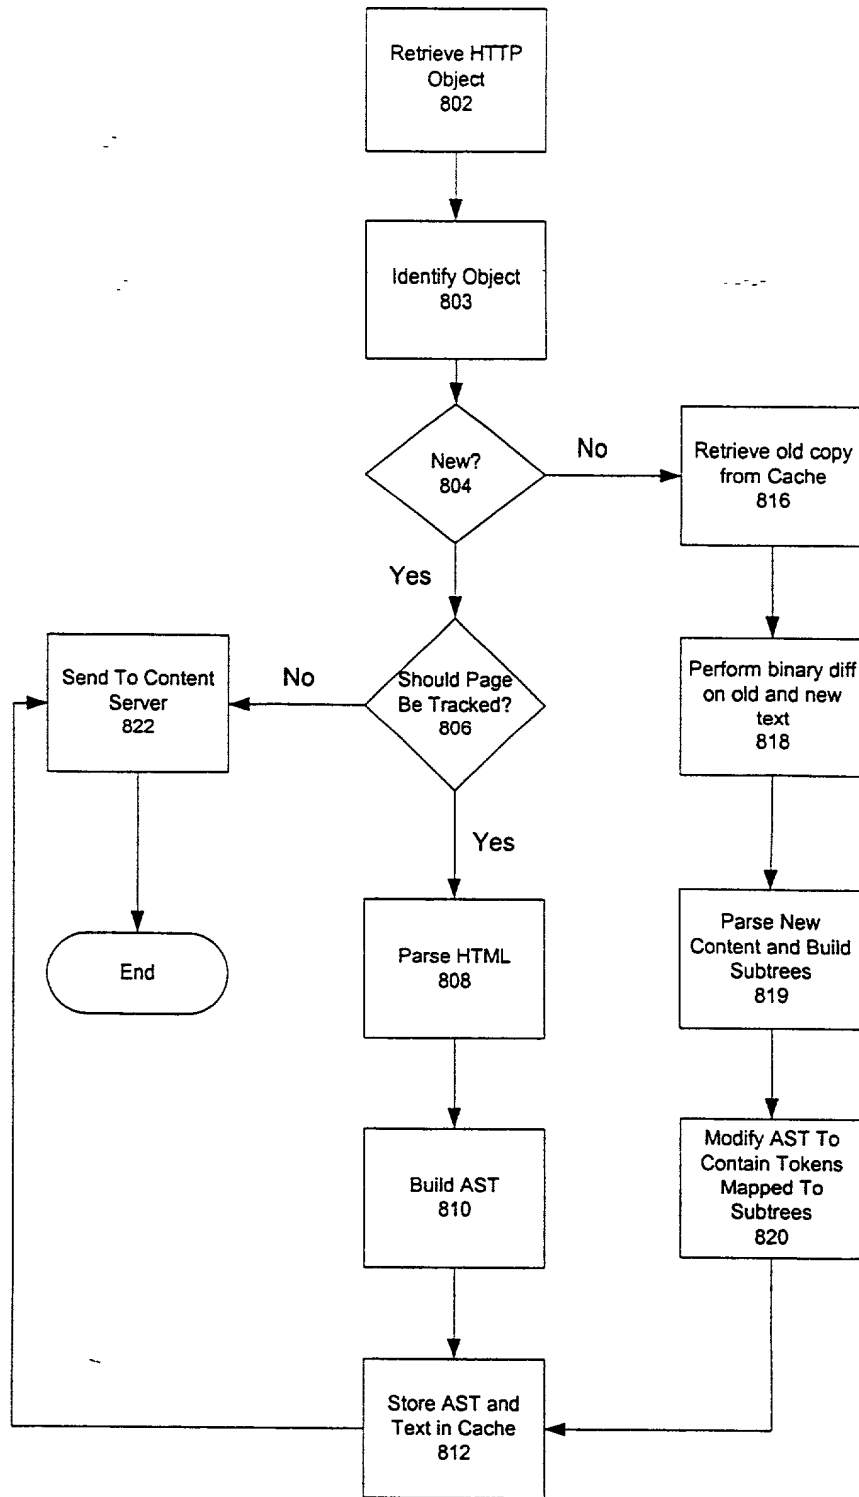 Retrieve HTTP
Object
802
Identify Object
803
New?
804
No
Retrieve old copy
from Cache
816
Yes
Send To Content
Server
822
No
Should Page
Be Tracked?
806
Perform binary diff
on old and new
text
818
Yes
End
Parse HTML
808
Parse New
Content and Build
Subtrees
819
Build AST
810
Modify AST To
Contain Tokens
Mapped To
Subtrees
820
Store AST and
Text in Cache
812